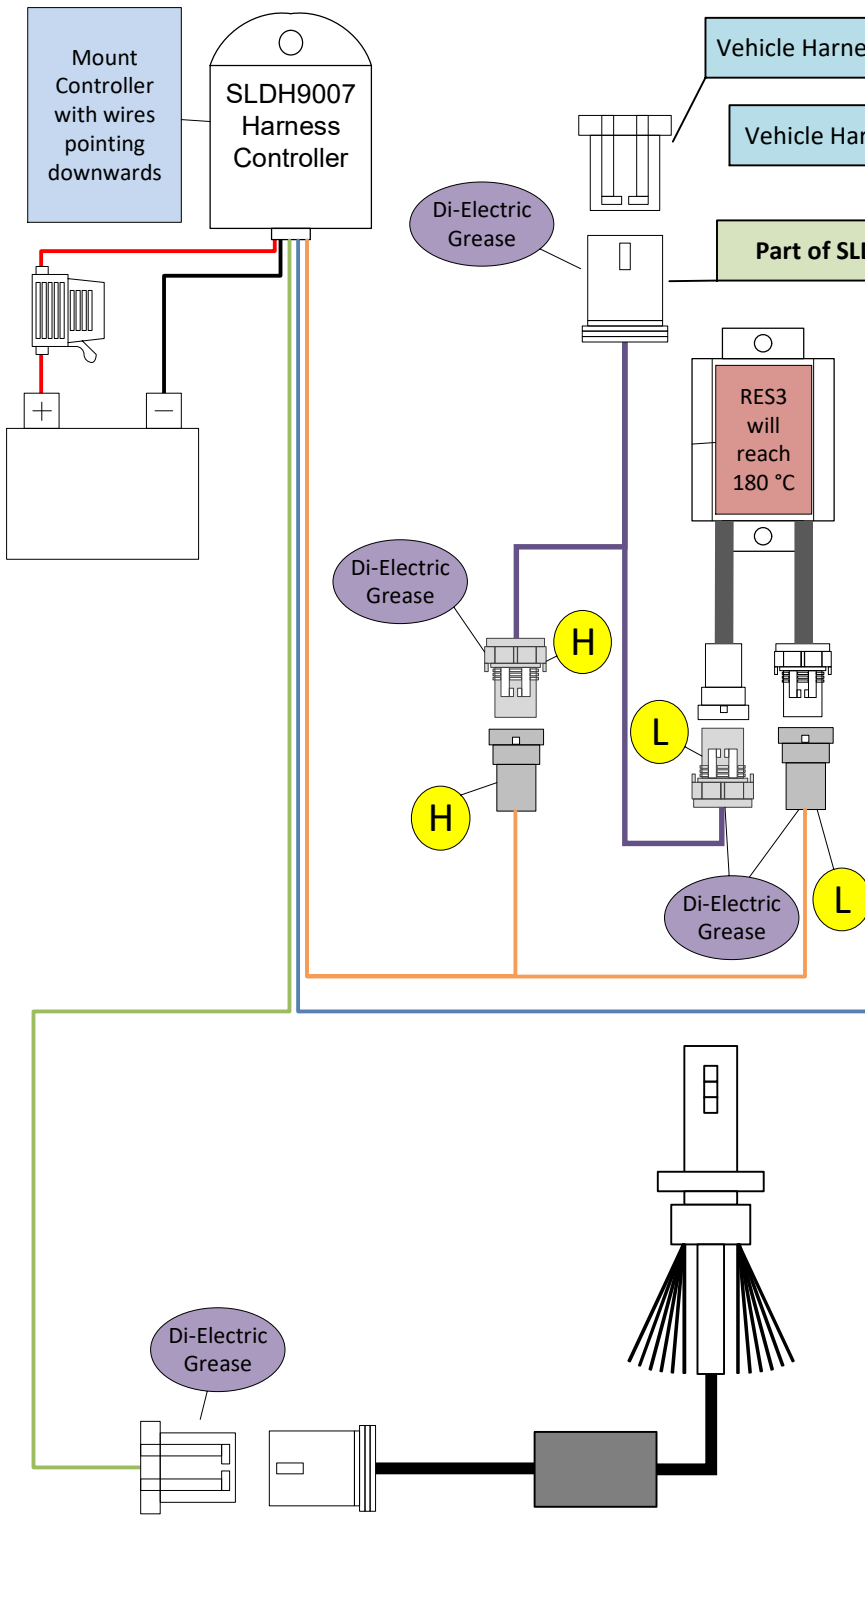 Mount
Controller
with wires
pointing
downwards
SLDH9007
Harness
Controller
Vehicle Harne
Vehicle Har
Di-Electric
Grease
Part of SL
RES3
will
reach
180 °C
+
−
Di-Electric
Grease
H
L
H
Di-Electric
Grease
L
Di-Electric
Grease